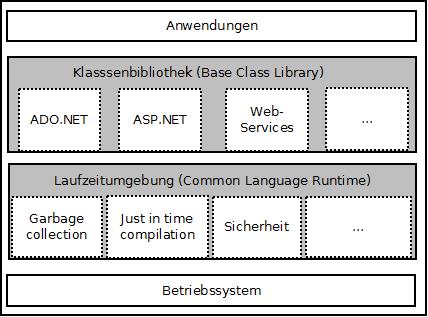 Anwendungen
Klasssenbibliothek (Base Class Library)
ADO.NET
ASP.NET
Web-
Services
...
Laufzeitumgebung (Common Language Runtime)
Garbage
collection
Just in time
compilation
Sicherheit
...
Betriebssystem